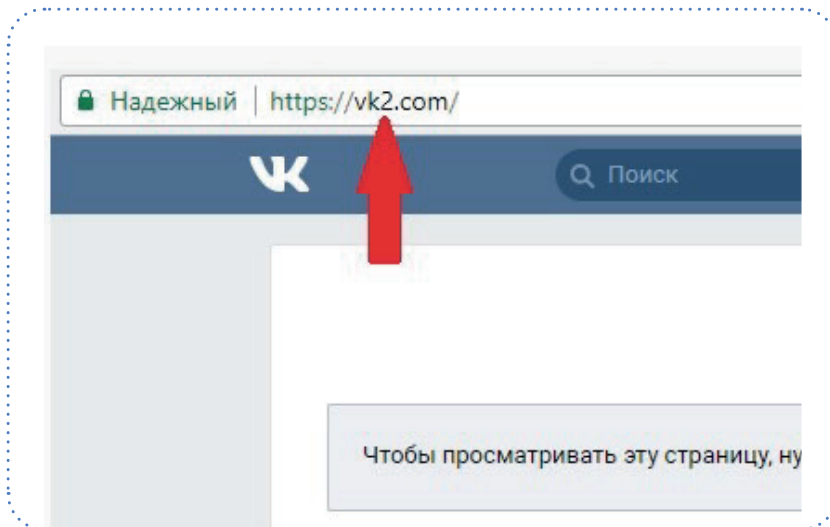 Надежный | https://vk2.com/
VK Поиск
Чтобы просматривать эту страницу, ну